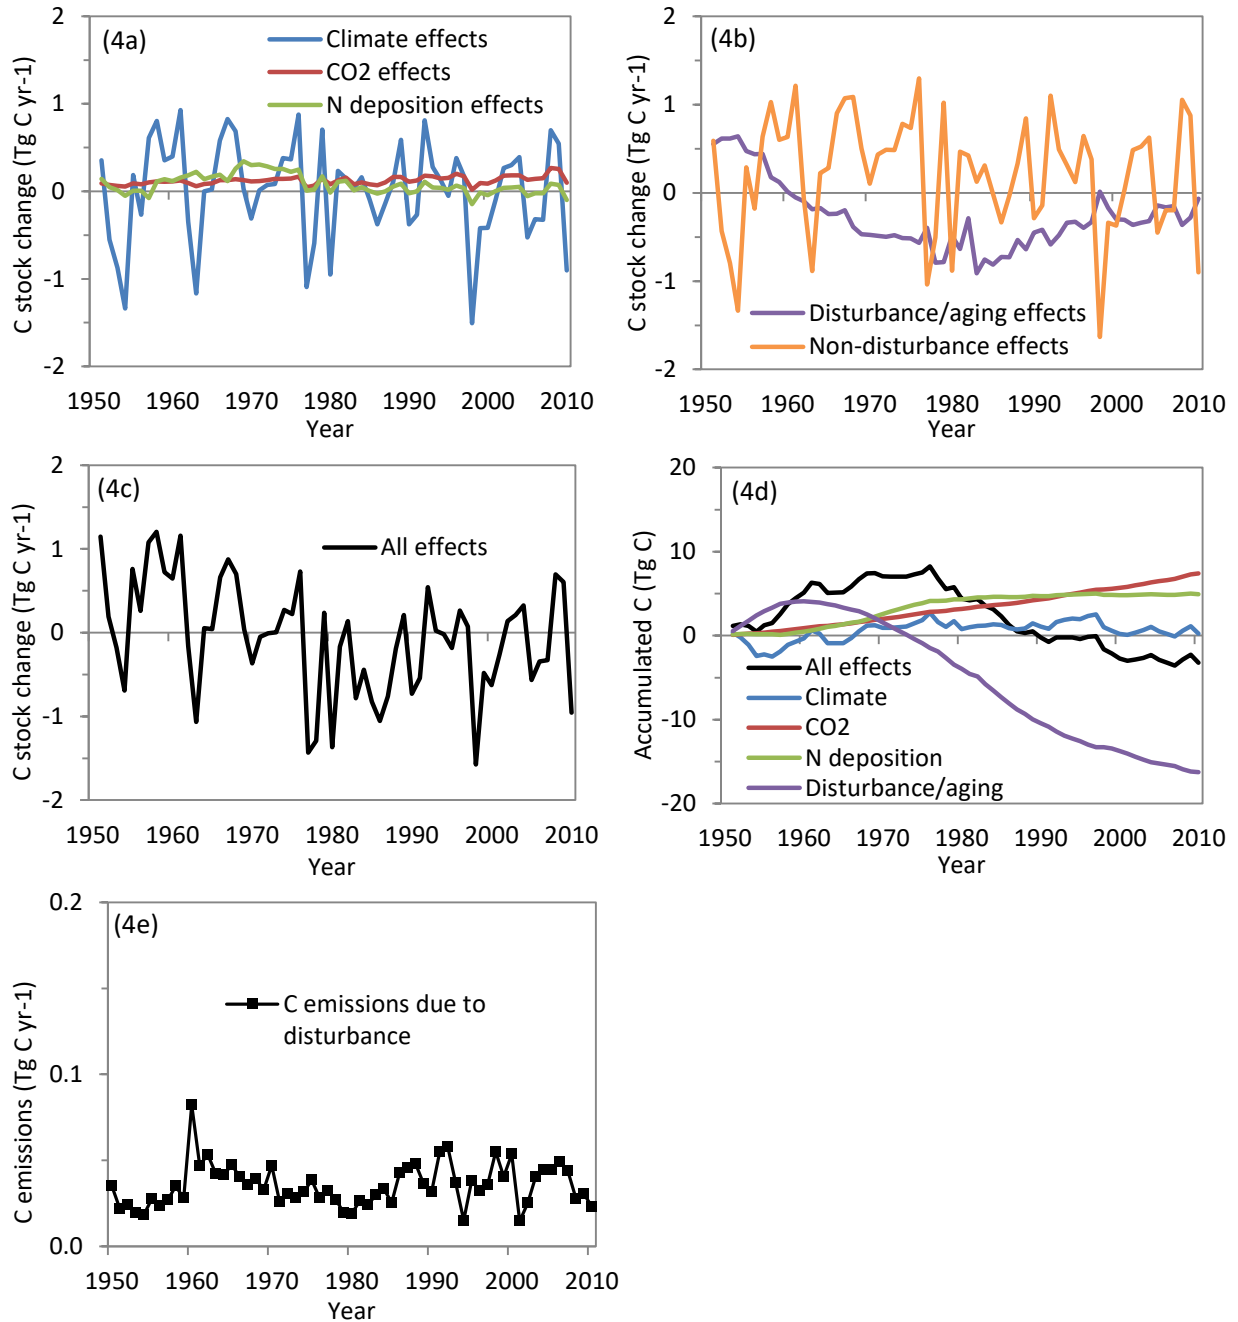 (4a)
Climate effects
CO2 effects
N deposition effects
C stock change (Tg C yr-1)
2
1
0
-1
-2
1950 1960 1970 1980 1990 2000 2010
Year
(4b)
Disturbance/aging effects
Non-disturbance effects
C stock change (Tg C yr-1)
2
1
0
-1
-2
1950 1960 1970 1980 1990 2000 2010
Year
(4c)
All effects
C stock change (Tg C yr-1)
2
1
0
-1
-2
1950 1960 1970 1980 1990 2000 2010
Year
(4d)
All effects
Climate
CO2
N deposition
Disturbance/aging
Accumulated C (Tg C)
20
10
0
-10
-20
1950 1960 1970 1980 1990 2000 2010
Year
(4e)
C emissions due to
disturbance
C emissions (Tg C yr-1)
0.2
0.1
0.0
1950 1960 1970 1980 1990 2000 2010
Year